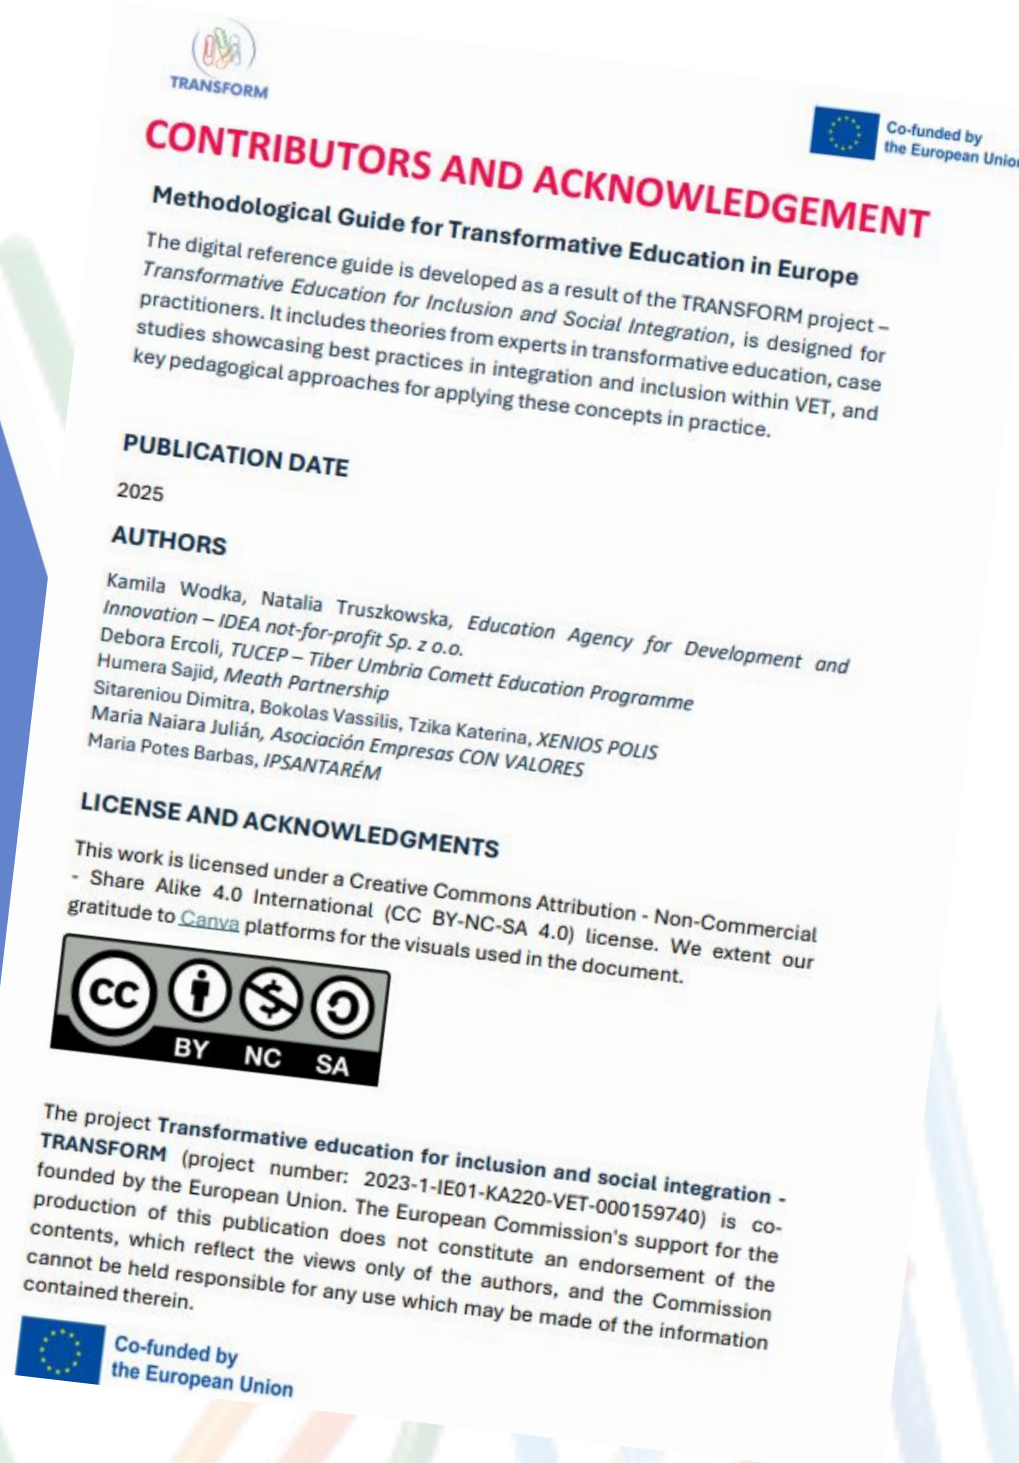 TRANSFORM
Co-funded by
the European Union
CONTRIBUTORS AND ACKNOWLEDGEMENT
Methodological Guide for Transformative Education in Europe
The digital reference guide is developed as a result of the TRANSFORM project –
Transformative Education for Inclusion and Social Integration, is designed for
practitioners. It includes theories from experts in transformative education, case
studies showcasing best practices in integration and inclusion within VET, and
key pedagogical approaches for applying these concepts in practice.
PUBLICATION DATE
2025
AUTHORS
Kamila Wodka, Natalia Truszkowska, Education Agency for Development and
Innovation – IDEA not-for-profit Sp. z o.o.
Debora Ercoli, TUCEP – Tiber Umbria Comett Education Programme
Humera Sajid, Meath Partnership
Sitareniou Dimitra, Bokolas Vassilis, Tzika Katerina, XENIOS POLIS
Maria Naiara Julián, Asociación Empresas CON VALORES
Maria Potes Barbas, IPSANTARÉM
LICENSE AND ACKNOWLEDGMENTS
This work is licensed under a Creative Commons Attribution - Non-Commercial
- Share Alike 4.0 International (CC BY-NC-SA 4.0) license. We extent our
gratitude to Canva platforms for the visuals used in the document.
CC BY NC SA
The project Transformative education for inclusion and social integration -
TRANSFORM (project number: 2023-1-IE01-KA220-VET-000159740) is co-
founded by the European Union. The European Commission's support for the
production of this publication does not constitute an endorsement of the
contents, which reflect the views only of the authors, and the Commission
cannot be held responsible for any use which may be made of the information
contained therein.
Co-funded by
the European Union